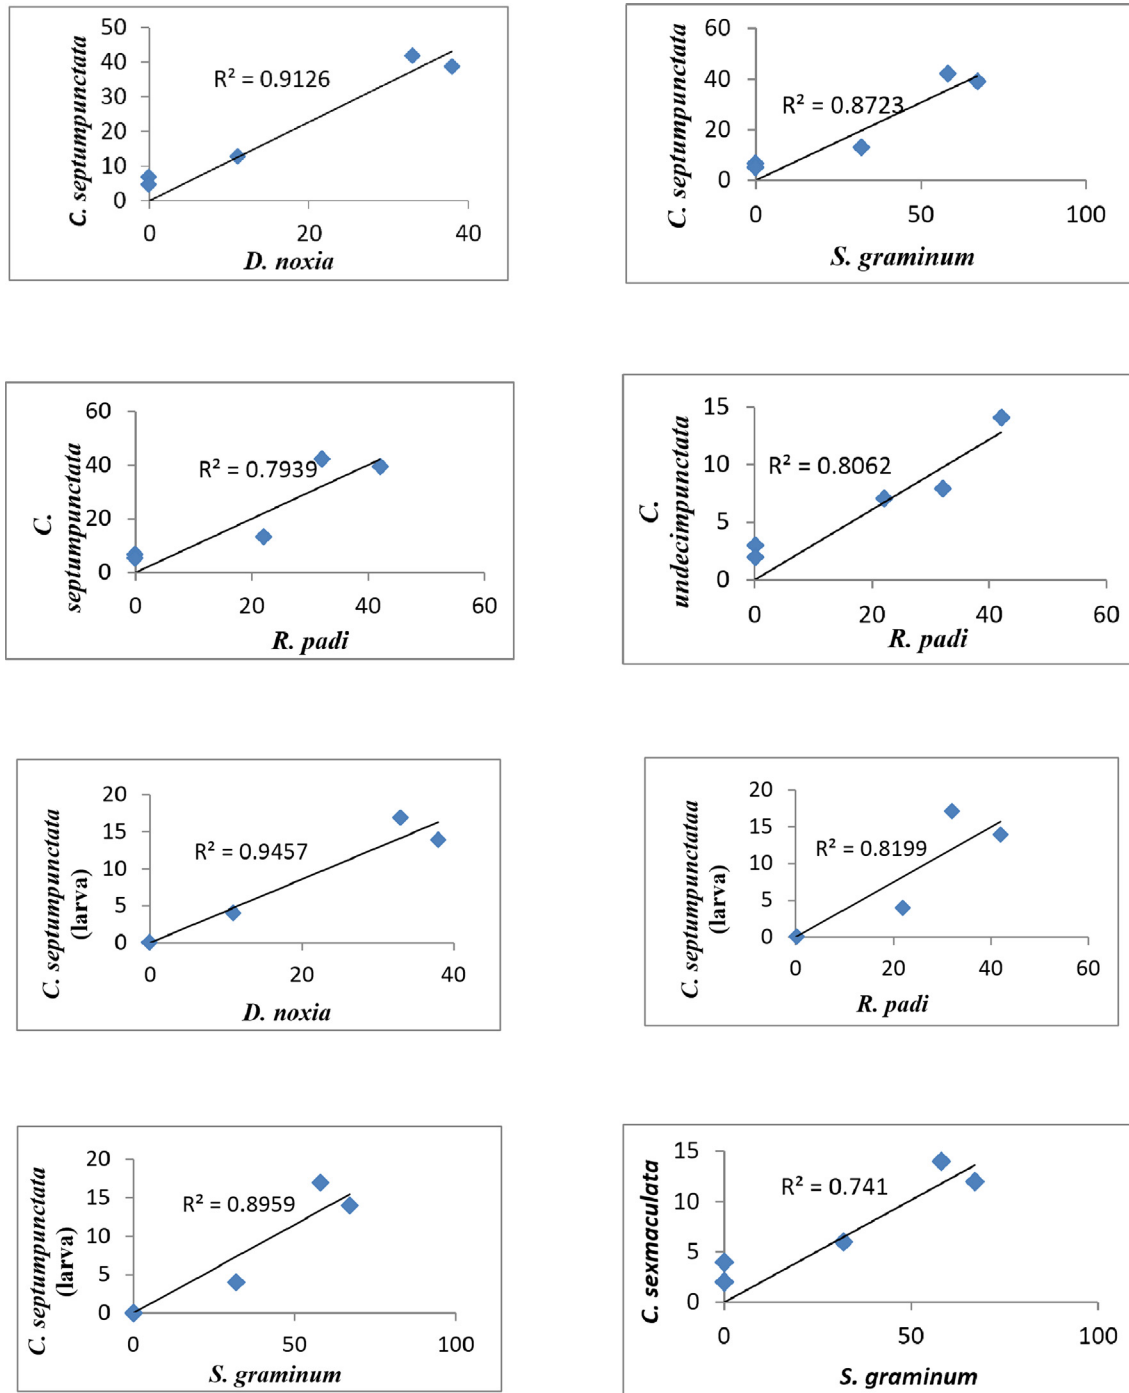 50
40
30
20
10
0
C. septumpunctata
R² = 0.9126
0 20 40
D. noxia
60
40
20
0
C. septumpunctata
R² = 0.8723
0 50 100
S. graminum
60
40
20
0
C.
septumpunctata
R² = 0.7939
0 20 40 60
R. padi
15
10
5
0
C.
undecimpunctata
R² = 0.8062
0 20 40 60
R. padi
20
15
10
5
0
C. septumpunctata
(larva)
R² = 0.9457
0 20 40
D. noxia
20
15
10
5
0
C. septumpunctataa
(larva)
R² = 0.8199
0 20 40 60
R. padi
20
15
10
5
0
C. septumpunctata
(larva)
R² = 0.8959
0 50 100
S. graminum
15
10
5
0
C. sexmaculata
R² = 0.741
0 50 100
S. graminum